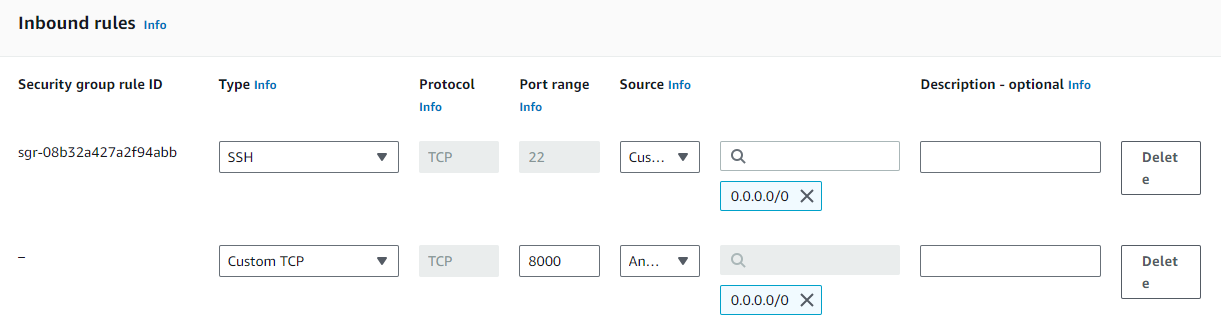 Inbound rules Info
Security group rule ID Type Info Protocol Info Port range Info Source Info Description - optional Info
sgr-08b32a427a2f94abb SSH TCP 22 Cus... Delete
0.0.0.0/0
– Custom TCP TCP 8000 An... Delete
0.0.0.0/0